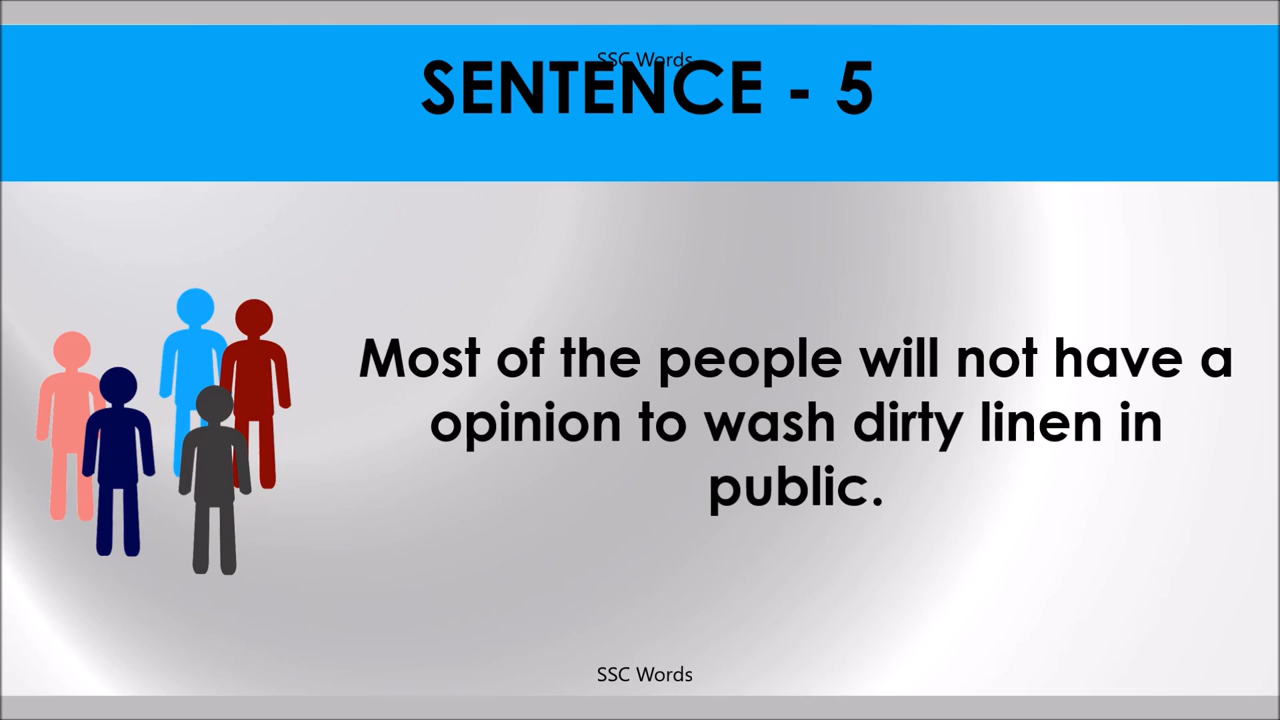 SSC Words
SENTENCE - 5
Most of the people will not have a
opinion to wash dirty linen in
public.
SSC Words